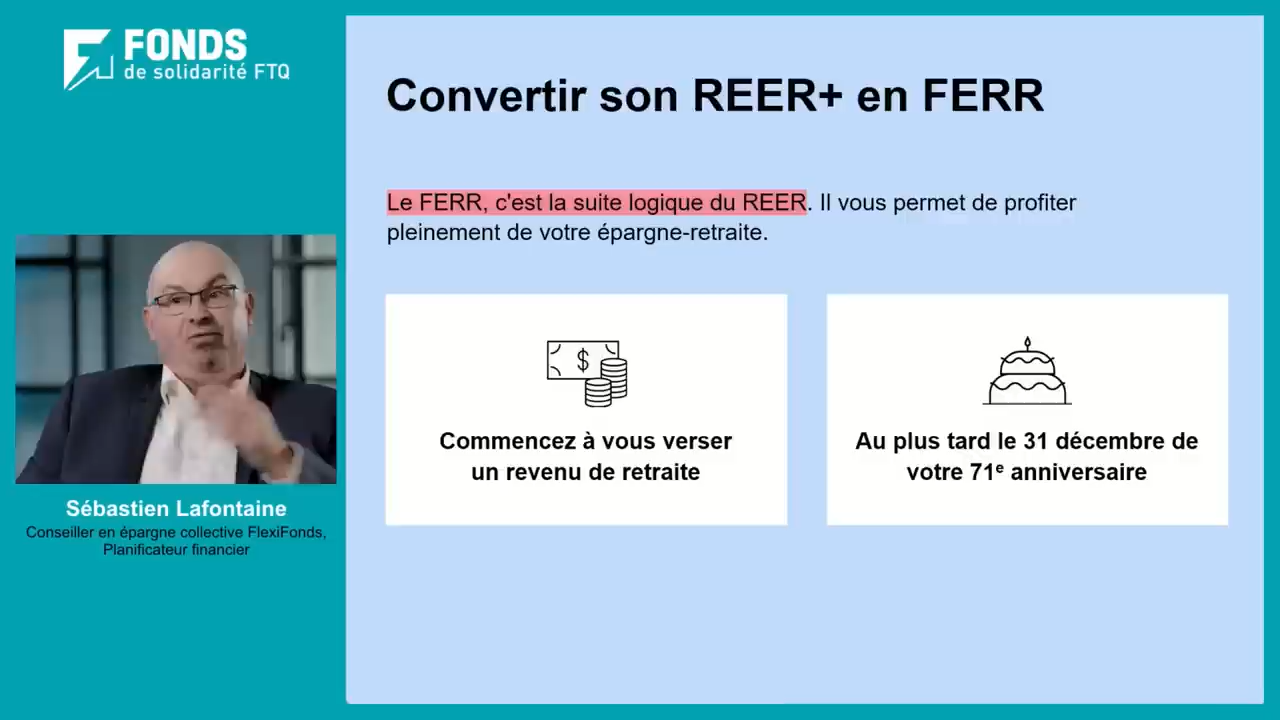 FONDS
de solidarité FTQ
Convertir son REER+ en FERR
Le FERR, c'est la suite logique du REER. Il vous permet de profiter
pleinement de votre épargne-retraite.
$
Commencez à vous verser
un revenu de retraite
Au plus tard le 31 décembre de
votre 71ᵉ anniversaire
Sébastien Lafontaine
Conseiller en épargne collective FlexiFonds,
Planificateur financier